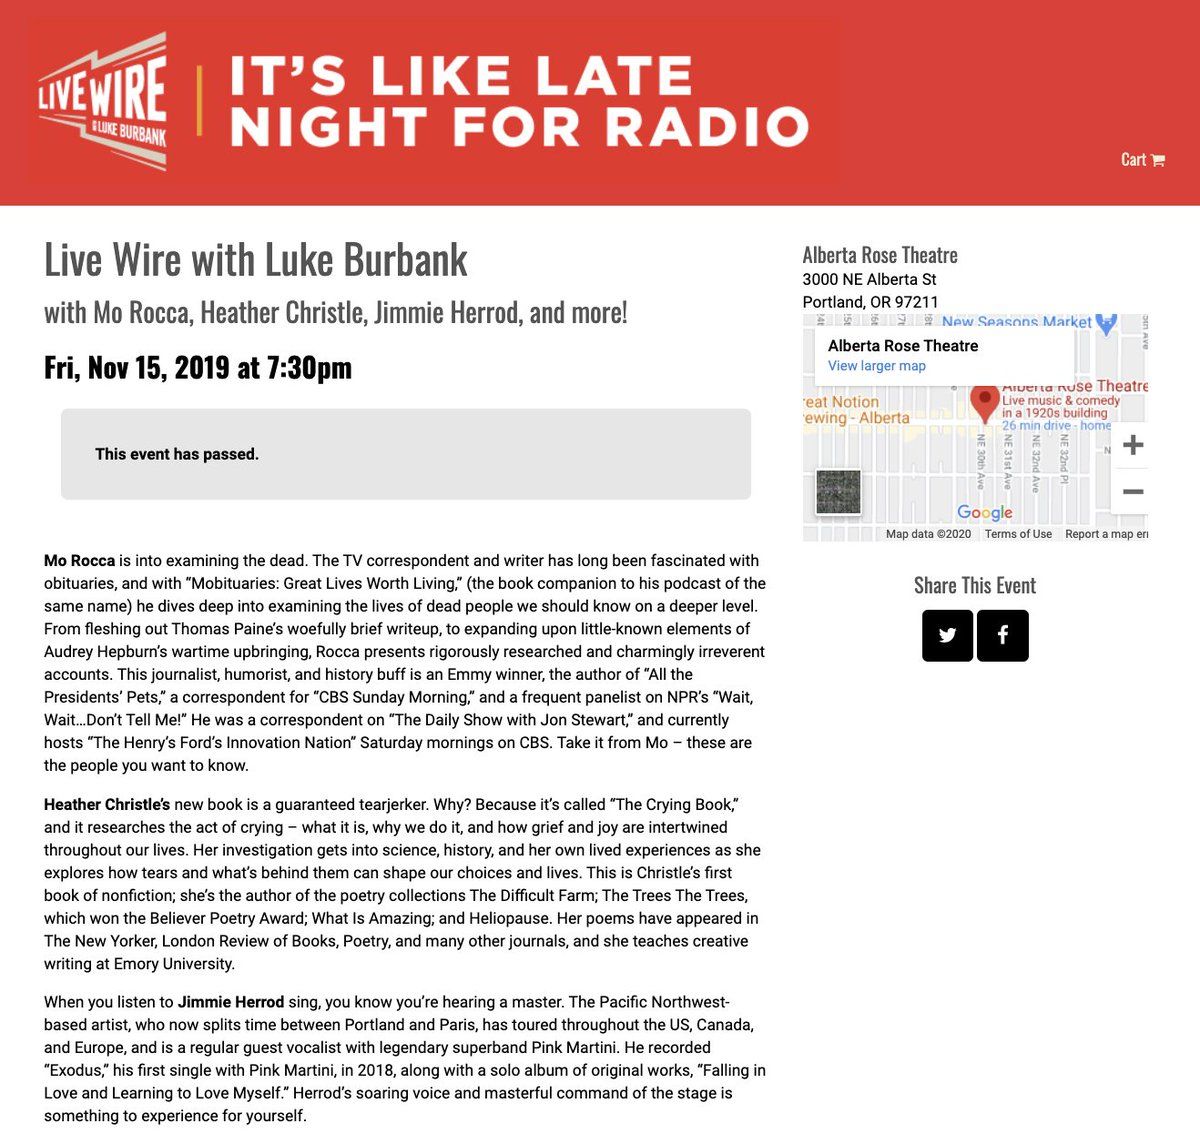 LIVE WIRE
LUKE BURBANK
IT'S LIKE LATE
NIGHT FOR RADIO
Cart
Live Wire with Luke Burbank
with Mo Rocca, Heather Christle, Jimmie Herrod, and more!
Fri, Nov 15, 2019 at 7:30pm
This event has passed.
Mo Rocca is into examining the dead. The TV correspondent and writer has long been fascinated with
obituaries, and with “Mobituaries: Great Lives Worth Living,” (the book companion to his podcast of the
same name) he dives deep into examining the lives of dead people we should know on a deeper level.
From fleshing out Thomas Paine’s woefully brief writeup, to expanding upon little-known elements of
Audrey Hepburn’s wartime upbringing, Rocca presents rigorously researched and charmingly irreverent
accounts. This journalist, humorist, and history buff is an Emmy winner, the author of “All the
Presidents’ Pets,” a correspondent for “CBS Sunday Morning,” and a frequent panelist on NPR’s “Wait,
Wait…Don’t Tell Me!” He was a correspondent on “The Daily Show with Jon Stewart,” and currently
hosts “The Henry’s Ford’s Innovation Nation” Saturday mornings on CBS. Take it from Mo – these are
the people you want to know.
Heather Christle’s new book is a guaranteed tearjerker. Why? Because it’s called “The Crying Book,”
and it researches the act of crying – what it is, why we do it, and how grief and joy are intertwined
throughout our lives. Her investigation gets into science, history, and her own lived experiences as she
explores how tears and what’s behind them can shape our choices and lives. This is Christle’s first
book of nonfiction; she’s the author of the poetry collections The Difficult Farm; The Trees The Trees,
which won the Believer Poetry Award; What Is Amazing; and Heliopause. Her poems have appeared in
The New Yorker, London Review of Books, Poetry, and many other journals, and she teaches creative
writing at Emory University.
When you listen to Jimmie Herrod sing, you know you’re hearing a master. The Pacific Northwest-
based artist, who now splits time between Portland and Paris, has toured throughout the US, Canada,
and Europe, and is a regular guest vocalist with legendary superband Pink Martini. He recorded
“Exodus,” his first single with Pink Martini, in 2018, along with a solo album of original works, “Falling in
Love and Learning to Love Myself.” Herrod’s soaring voice and masterful command of the stage is
something to experience for yourself.
Alberta Rose Theatre
3000 NE Alberta St
Portland, OR 97211
New Seasons Market
Alberta Rose Theatre
View larger map
Alberta Rose Theatre
Live music & comedy
in a 1920s building
26 min drive - home
eat Notion
ewing - Alberta
NE 30th Ave
NE 31st Ave
NE 32nd Ave
NE 32nd Pl
Google
Map data ©2020 Terms of Use Report a map er
Share This Event